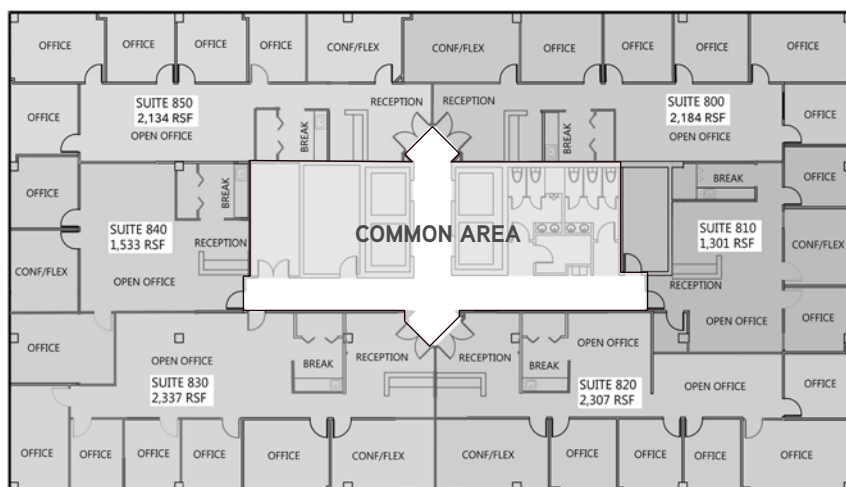 OFFICE
OFFICE
OFFICE
OFFICE
CONF/FLEX
CONF/FLEX
OFFICE
OFFICE
OFFICE
OFFICE
OFFICE
SUITE 850
2,134 RSF
OPEN OFFICE
BREAK
RECEPTION
RECEPTION
BREAK
SUITE 800
2,184 RSF
OPEN OFFICE
OFFICE
OFFICE
BREAK
BREAK
OFFICE
SUITE 840
1,533 RSF
RECEPTION
COMMON AREA
SUITE 810
1,301 RSF
CONF/FLEX
CONF/FLEX
OPEN OFFICE
RECEPTION
OPEN OFFICE
OFFICE
OFFICE
OPEN OFFICE
SUITE 830
2,337 RSF
BREAK
RECEPTION
RECEPTION
BREAK
OPEN OFFICE
SUITE 820
2,307 RSF
OPEN OFFICE
OFFICE
OFFICE
OFFICE
OFFICE
OFFICE
OFFICE
CONF/FLEX
CONF/FLEX
OFFICE
OFFICE
OFFICE
OFFICE